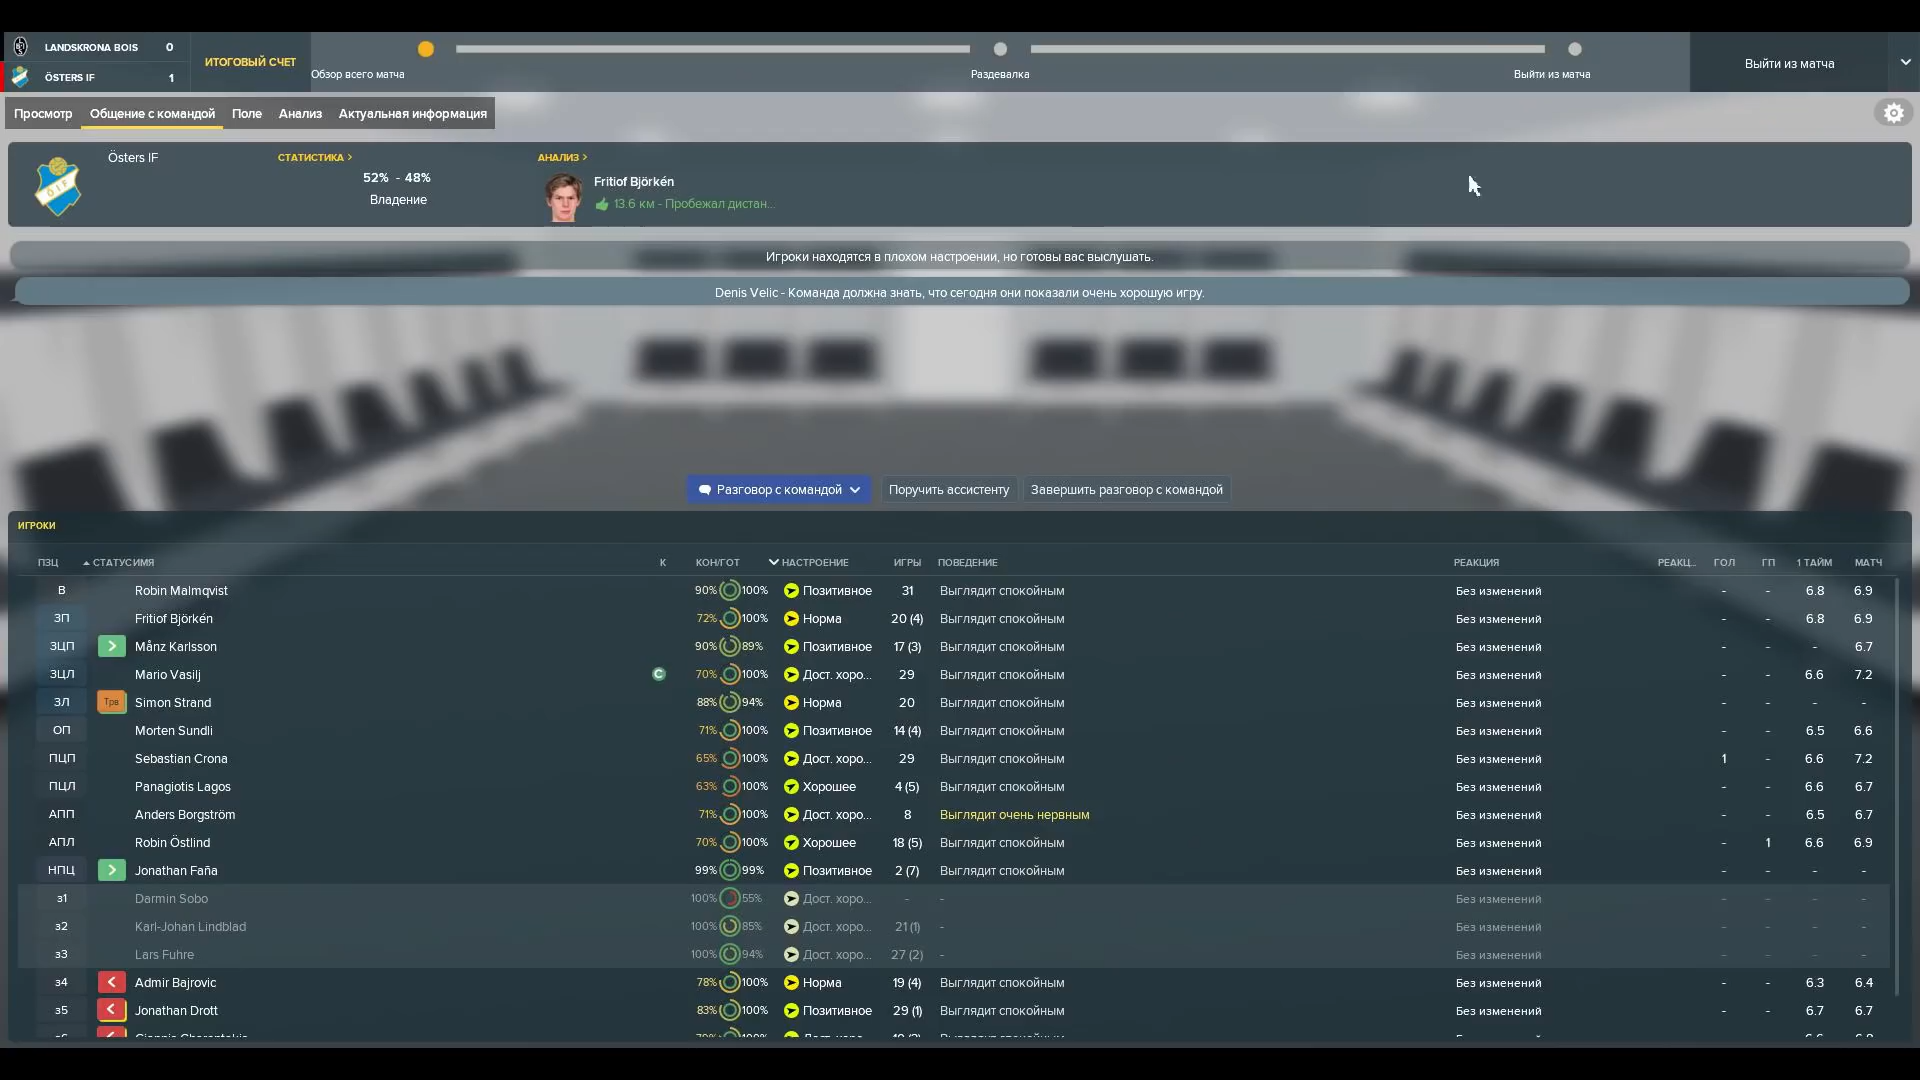 LANDSKRONA BOIS 0
ÖSTERS IF 1
ИТОГОВЫЙ СЧЕТ
Обзор всего матча Раздевалка Выйти из матча
Выйти из матча
Просмотр Общение с командой Поле Анализ Актуальная информация
Östers IF
СТАТИСТИКА >
52% - 48%
Владение
АНАЛИЗ >
Fritiof Björkén
13.6 км - Пробежал дистан...
Игроки находятся в плохом настроении, но готовы вас выслушать.
Denis Velic - Команда должна знать, что сегодня они показали очень хорошую игру.
Разговор с командой Поручить ассистенту Завершить разговор с командой
ИГРОКИ
ПЗЦ СТАТУС ИМЯ К КОН/ГОТ НАСТРОЕНИЕ ИГРЫ ПОВЕДЕНИЕ РЕАКЦИЯ РЕАКЦ... ГОЛ ГП 1 ТАЙМ МАТЧ
В Robin Malmqvist 90% 100% Позитивное 31 Выглядит спокойным Без изменений - - 6.8 6.9
ЗП Fritiof Björkén 72% 100% Норма 20 (4) Выглядит спокойным Без изменений - - 6.8 6.9
ЗЦП Månz Karlsson 90% 89% Позитивное 17 (3) Выглядит спокойным Без изменений - - - 6.7
ЗЦЛ Mario Vasilj C 70% 100% Дост. хоро... 29 Выглядит спокойным Без изменений - - 6.6 7.2
ЗЛ Трв Simon Strand 88% 94% Норма 20 Выглядит спокойным Без изменений - - - -
ОП Morten Sundli 71% 100% Позитивное 14 (4) Выглядит спокойным Без изменений - - 6.5 6.6
ПЦП Sebastian Crona 65% 100% Дост. хоро... 29 Выглядит спокойным Без изменений 1 - 6.6 7.2
ПЦЛ Panagiotis Lagos 63% 100% Хорошее 4 (5) Выглядит спокойным Без изменений - - 6.6 6.7
АПП Anders Borgström 71% 100% Дост. хоро... 8 Выглядит очень нервным Без изменений - - 6.5 6.7
АПЛ Robin Östlind 70% 100% Хорошее 18 (5) Выглядит спокойным Без изменений - 1 6.6 6.9
НПЦ Jonathan Faña 99% 99% Позитивное 2 (7) Выглядит спокойным Без изменений - - - -
з1 Darmin Sobo 100% 55% Дост. хоро... - - Без изменений - - - -
з2 Karl-Johan Lindblad 100% 85% Дост. хоро... 21 (1) - Без изменений - - - -
з3 Lars Fuhre 100% 94% Дост. хоро... 27 (2) - Без изменений - - - -
з4 Admir Bajrovic 78% 100% Норма 19 (4) Выглядит спокойным Без изменений - - 6.3 6.4
з5 Jonathan Drott 83% 100% Позитивное 29 (1) Выглядит спокойным Без изменений - - 6.7 6.7